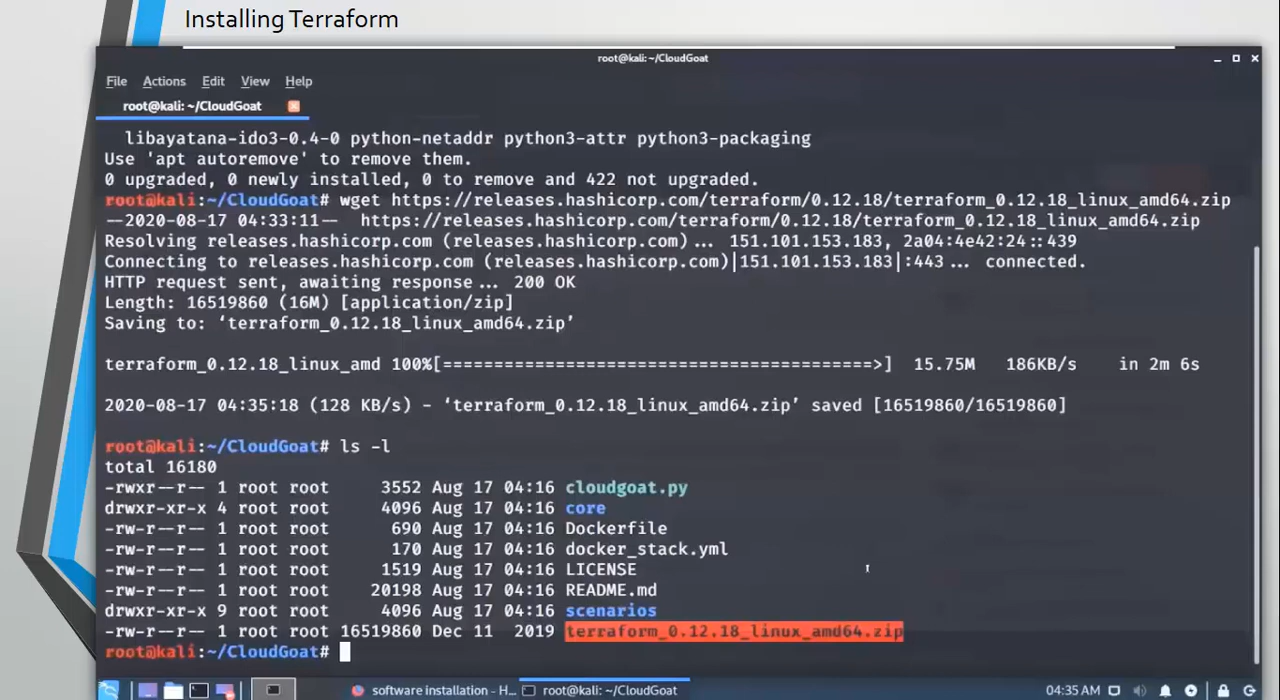 Installing Terraform
root@kali: ~/CloudGoat
File Actions Edit View Help
root@kali: ~/CloudGoat
libayatana-ido3-0.4-0 python-netaddr python3-attr python3-packaging
Use 'apt autoremove' to remove them.
0 upgraded, 0 newly installed, 0 to remove and 422 not upgraded.
root@kali:~/CloudGoat# wget https://releases.hashicorp.com/terraform/0.12.18/terraform_0.12.18_linux_amd64.zip
--2020-08-17 04:33:11-- https://releases.hashicorp.com/terraform/0.12.18/terraform_0.12.18_linux_amd64.zip
Resolving releases.hashicorp.com (releases.hashicorp.com)... 151.101.153.183, 2a04:4e42:24::439
Connecting to releases.hashicorp.com (releases.hashicorp.com)|151.101.153.183|:443... connected.
HTTP request sent, awaiting response... 200 OK
Length: 16519860 (16M) [application/zip]
Saving to: ‘terraform_0.12.18_linux_amd64.zip’
terraform_0.12.18_linux_amd 100%[==========================================>] 15.75M 186KB/s in 2m 6s
2020-08-17 04:35:18 (128 KB/s) - ‘terraform_0.12.18_linux_amd64.zip’ saved [16519860/16519860]
root@kali:~/CloudGoat# ls -l
total 16180
-rwxr--r-- 1 root root 3552 Aug 17 04:16 cloudgoat.py
drwxr-xr-x 4 root root 4096 Aug 17 04:16 core
-rw-r--r-- 1 root root 690 Aug 17 04:16 Dockerfile
-rw-r--r-- 1 root root 170 Aug 17 04:16 docker_stack.yml
-rw-r--r-- 1 root root 1519 Aug 17 04:16 LICENSE
-rw-r--r-- 1 root root 20198 Aug 17 04:16 README.md
drwxr-xr-x 9 root root 4096 Aug 17 04:16 scenarios
-rw-r--r-- 1 root root 16519860 Dec 11 2019 terraform_0.12.18_linux_amd64.zip
root@kali:~/CloudGoat#
software installation - H... root@kali: ~/CloudGoat 04:35 AM